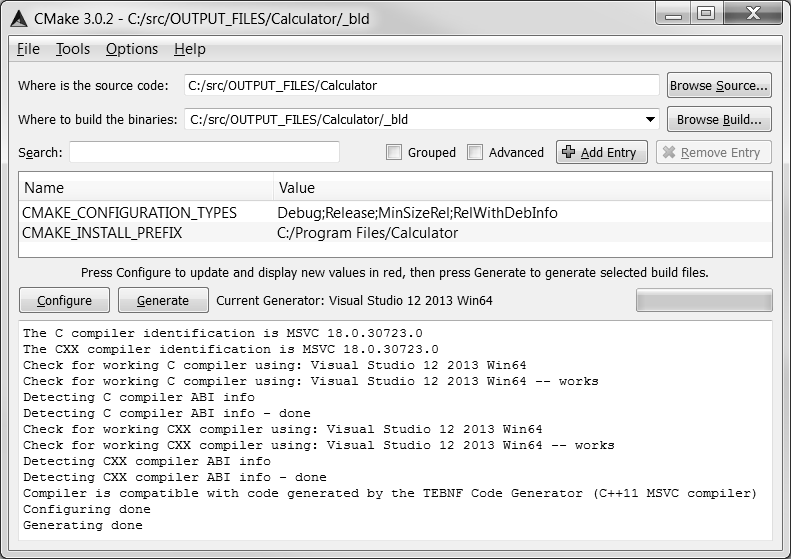 CMake 3.0.2 - C:/src/OUTPUT_FILES/Calculator/_bld
File Tools Options Help
Where is the source code: C:/src/OUTPUT_FILES/Calculator Browse Source...
Where to build the binaries: C:/src/OUTPUT_FILES/Calculator/_bld Browse Build...
Search: Grouped Advanced Add Entry Remove Entry
Name Value
CMAKE_CONFIGURATION_TYPES Debug;Release;MinSizeRel;RelWithDebInfo
CMAKE_INSTALL_PREFIX C:/Program Files/Calculator
Press Configure to update and display new values in red, then press Generate to generate selected build files.
Configure Generate Current Generator: Visual Studio 12 2013 Win64
The C compiler identification is MSVC 18.0.30723.0
The CXX compiler identification is MSVC 18.0.30723.0
Check for working C compiler using: Visual Studio 12 2013 Win64
Check for working C compiler using: Visual Studio 12 2013 Win64 -- works
Detecting C compiler ABI info
Detecting C compiler ABI info - done
Check for working CXX compiler using: Visual Studio 12 2013 Win64
Check for working CXX compiler using: Visual Studio 12 2013 Win64 -- works
Detecting CXX compiler ABI info
Detecting CXX compiler ABI info - done
Compiler is compatible with code generated by the TEBNF Code Generator (C++11 MSVC compiler)
Configuring done
Generating done